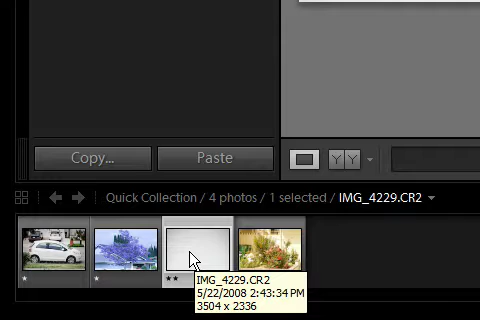 Copy... Paste
YY
Quick Collection / 4 photos / 1 selected / IMG_4229.CR2
IMG_4229.CR2
5/22/2008 2:43:34 PM
3504 x 2336